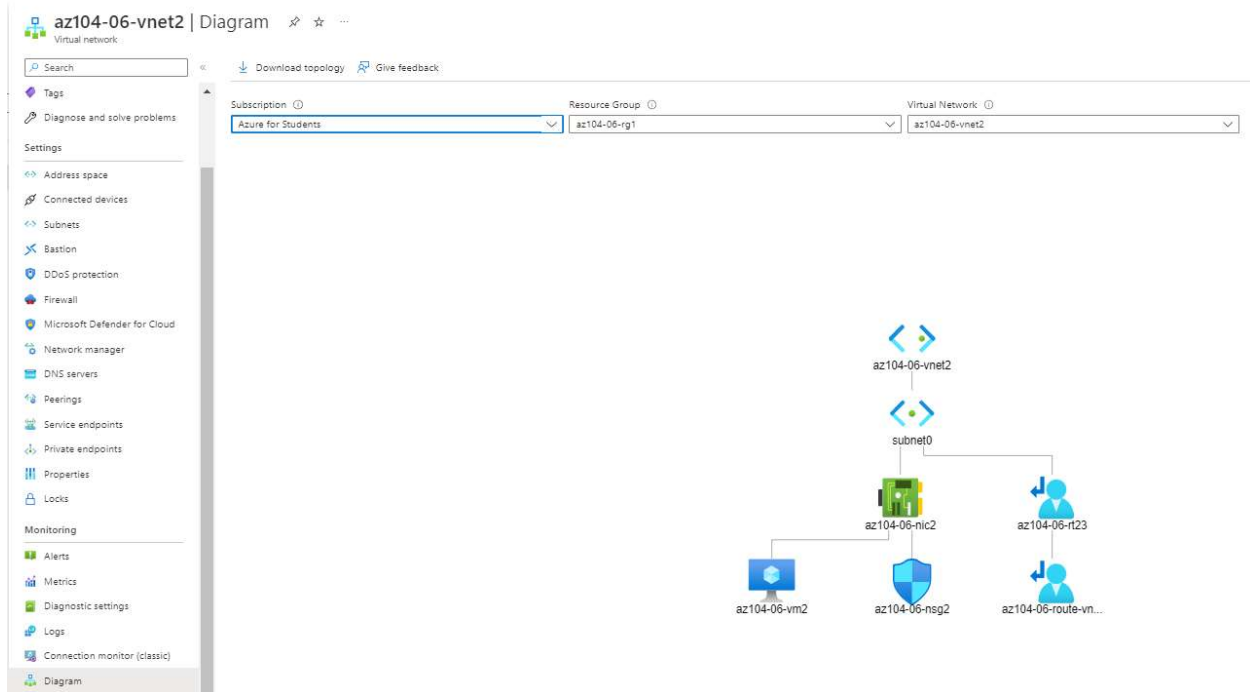 az104-06-vnet2 | Diagram
Virtual network
Search
Download topology Give feedback
Tags
Diagnose and solve problems
Settings
Address space
Connected devices
Subnets
Bastion
DDoS protection
Firewall
Microsoft Defender for Cloud
Network manager
DNS servers
Peerings
Service endpoints
Private endpoints
Properties
Locks
Monitoring
Alerts
Metrics
Diagnostic settings
Logs
Connection monitor (classic)
Diagram
Subscription Resource Group Virtual Network
Azure for Students az104-06-rg1 az104-06-vnet2
az104-06-vnet2
subnet0
az104-06-nic2 az104-06-rt23
az104-06-vm2 az104-06-nsg2 az104-06-route-vn...